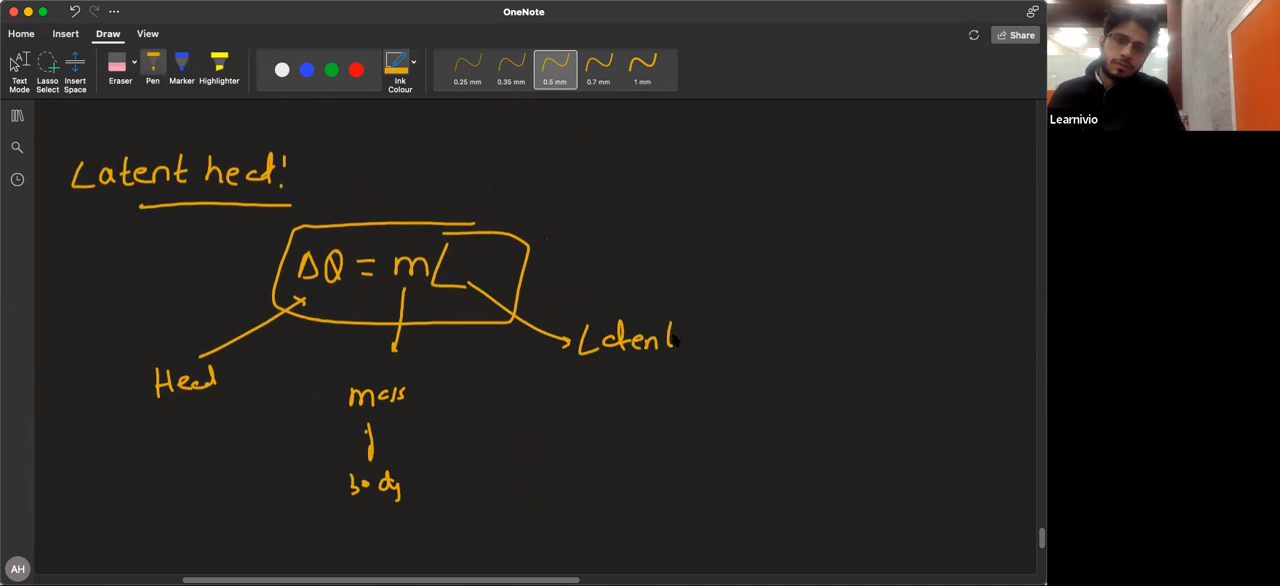 OneNote
Home Insert Draw View
Share
Text Mode
Lasso Select
Insert Space
Eraser
Pen
Marker
Highlighter
Ink Colour
0.25 mm
0.35 mm
0.5 mm
0.7 mm
1 mm
Learnivio
Latent heat!
ΔQ = mL
Heat
mass
body
Laten
AH